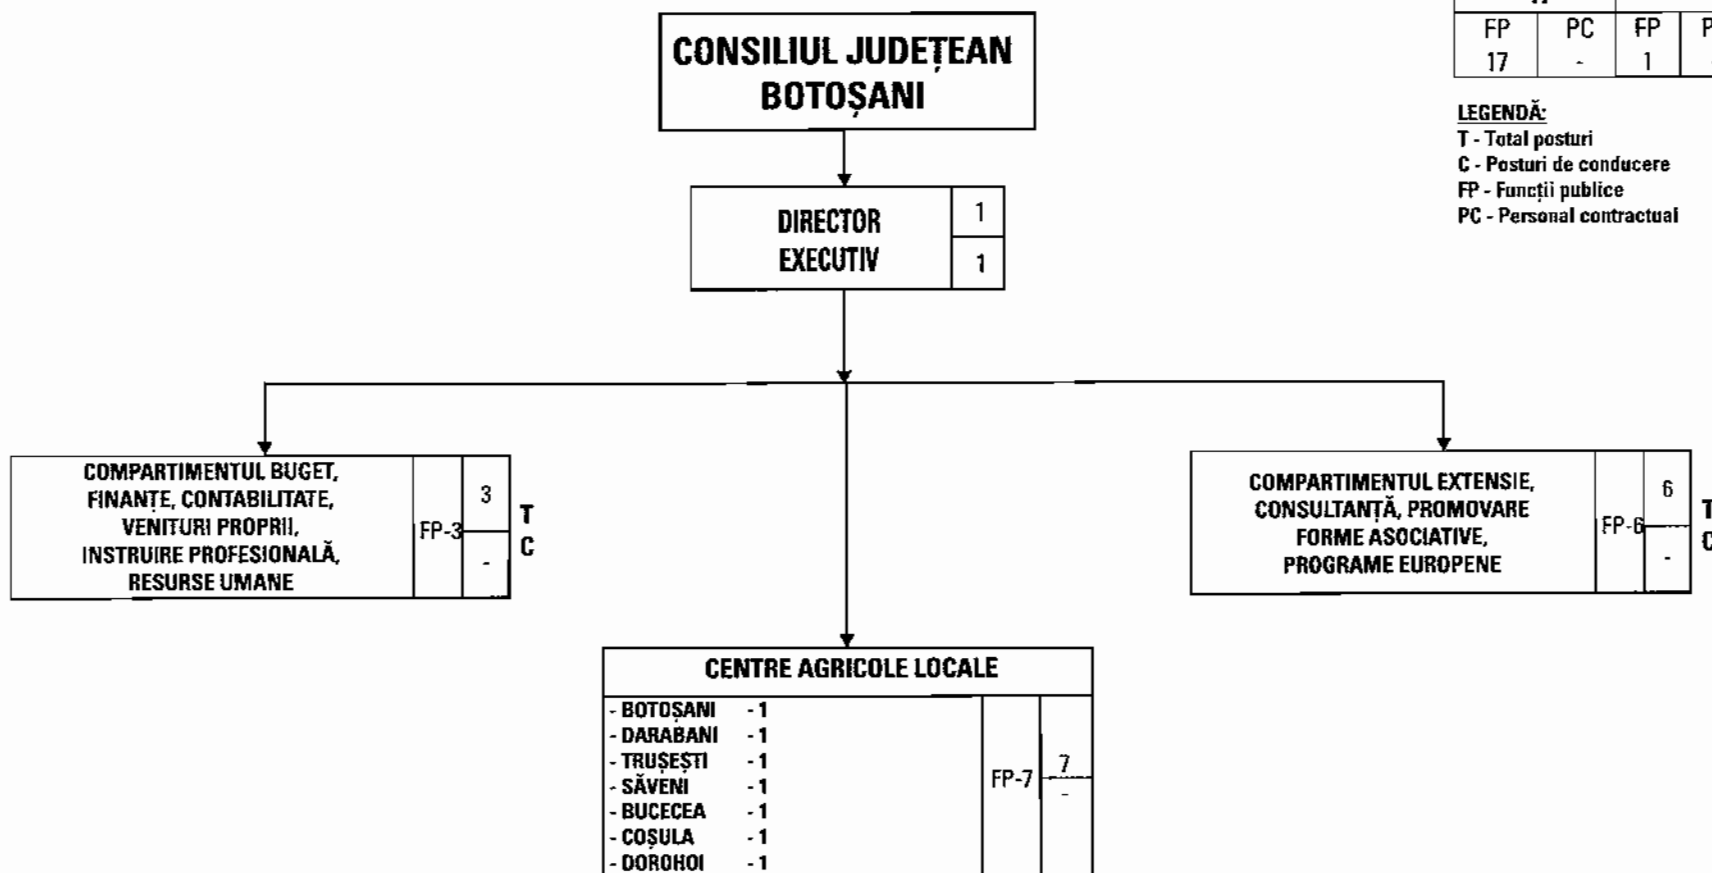 CONSILIUL JUDEȚEAN
BOTOȘANI
FP PC FP
17 - 1
LEGENDĂ:
T - Total posturi
C - Posturi de conducere
FP - Funcții publice
PC - Personal contractual
DIRECTOR
EXECUTIV
1
1
COMPARTIMENTUL BUGET,
FINANȚE, CONTABILITATE,
VENITURI PROPRII,
INSTRUIRE PROFESIONALĂ,
RESURSE UMANE
FP-3
3
-
T
C
COMPARTIMENTUL EXTENSIE,
CONSULTANȚĂ, PROMOVARE
FORME ASOCIATIVE,
PROGRAME EUROPENE
FP-6
6
-
T
C
CENTRE AGRICOLE LOCALE
- BOTOȘANI - 1
- DARABANI - 1
- TRUȘEȘTI - 1
- SĂVENI - 1
- BUCECEA - 1
- COȘULA - 1
- DOROHOI - 1
FP-7
7
-